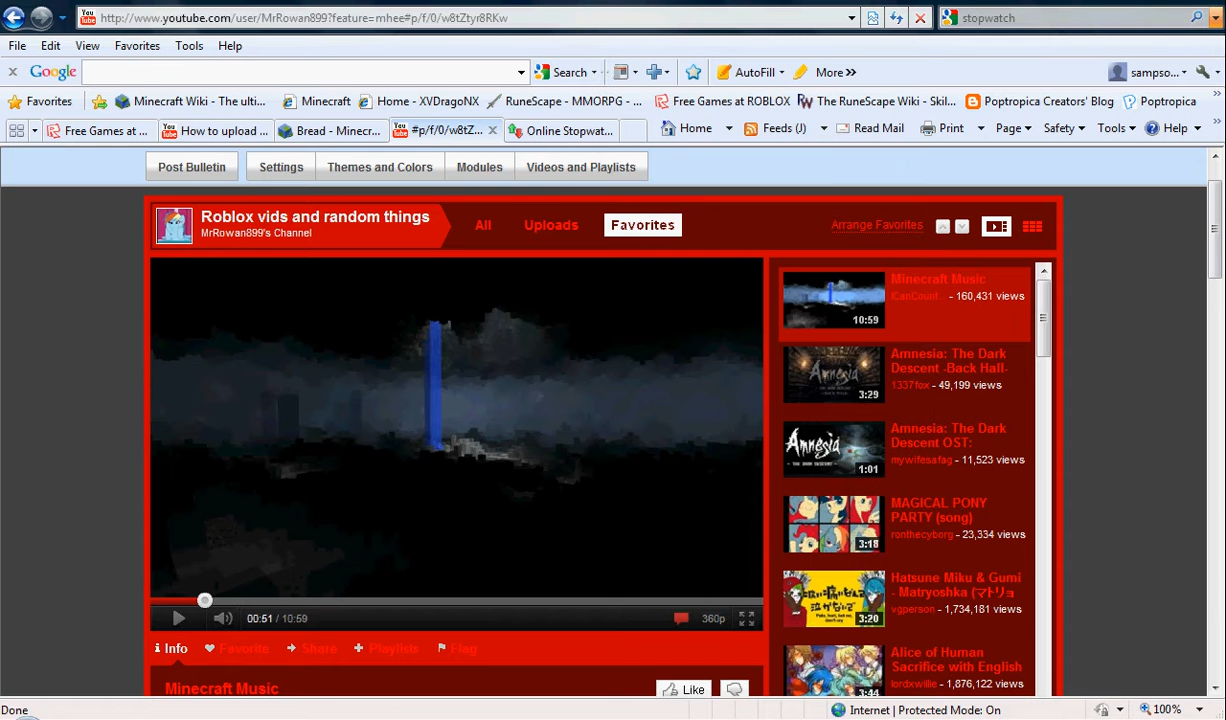 http://www.youtube.com/user/MrRowan899?feature=mhee#p/f/0/w8tZtyr8RKw
stopwatch
File Edit View Favorites Tools Help
Google Search AutoFill More sampso...
Favorites Minecraft Wiki - The ulti... Minecraft Home - XVDragoNX RuneScape - MMORPG - ... Free Games at ROBLOX The RuneScape Wiki - Skil... Poptropica Creators' Blog Poptropica
Free Games at ... How to upload ... Bread - Minecr... #p/f/0/w8tZ... Online Stopwat... Home Feeds (J) Read Mail Print Page Safety Tools Help
Post Bulletin Settings Themes and Colors Modules Videos and Playlists
Roblox vids and random things
MrRowan899's Channel
All Uploads Favorites Arrange Favorites
Minecraft Music
iCanCount... - 160,431 views
10:59
Amnesia: The Dark
Descent -Back Hall-
1337fox - 49,199 views
3:29
Amnesia
Amnesia: The Dark
Descent OST:
mywifesafag - 11,523 views
1:01
Amnesia
THE DARK DESCENT
MAGICAL PONY
PARTY (song)
ronthecyborg - 23,334 views
3:18
Hatsune Miku & Gumi
- Matryoshka (マトリョ
vgperson - 1,734,181 views
3:20
Alice of Human
Sacrifice with English
lordxwillie - 1,876,122 views
3:44
00:51 / 10:59 360p
Info Favorite Share Playlists Flag
Minecraft Music Like
Done Internet | Protected Mode: On 100%